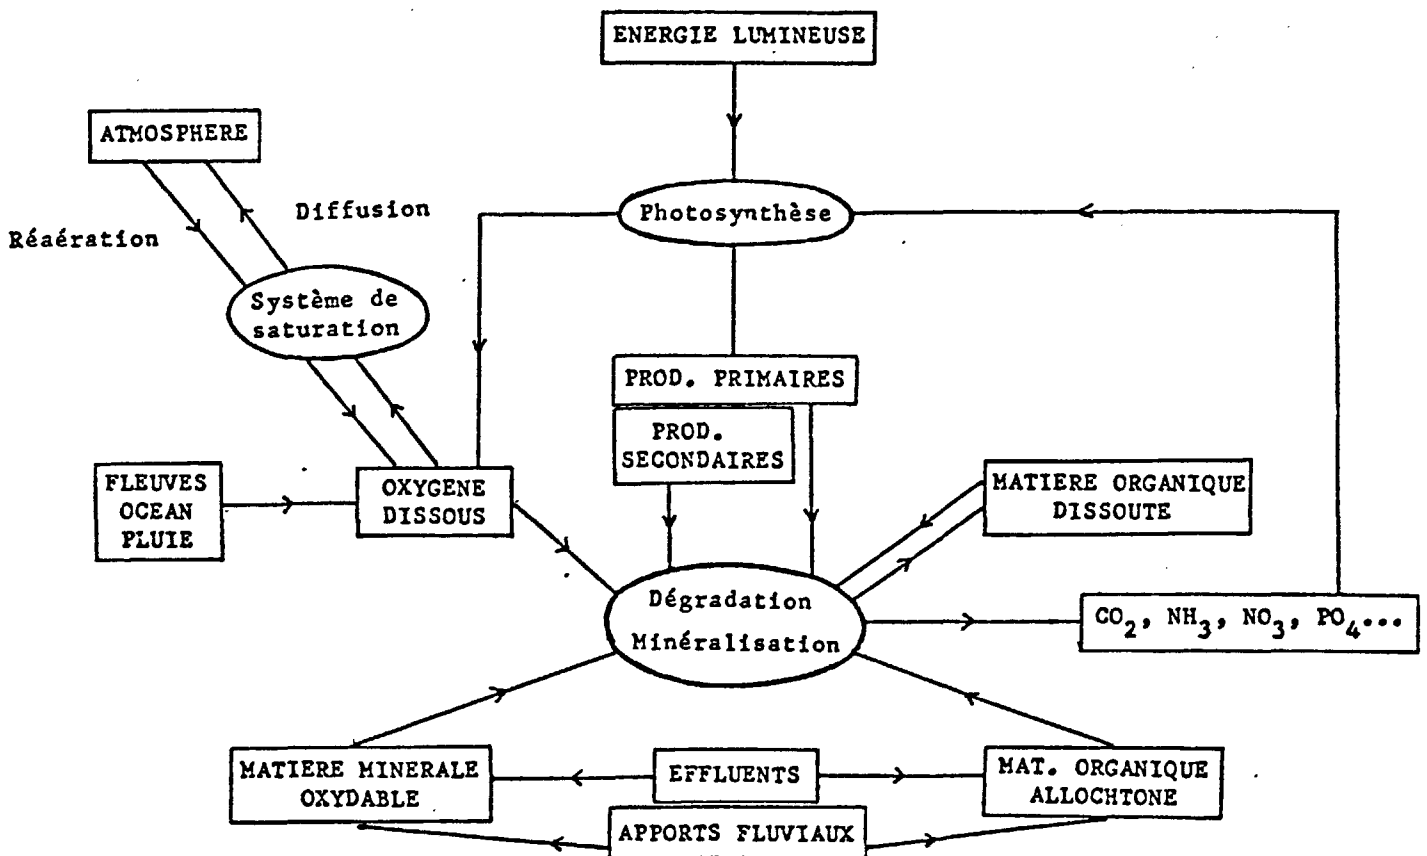 ENERGIE LUMINEUSE
ATMOSPHERE
Diffusion
Réaération
Photosynthèse
Système de
saturation
PROD. PRIMAIRES
PROD.
SECONDAIRES
FLEUVES
OCEAN
PLUIE
OXYGENE
DISSOUS
MATIERE ORGANIQUE
DISSOUTE
Dégradation
Minéralisation
CO₂, NH₃, NO₃, PO₄...
MATIERE MINERALE
OXYDABLE
EFFLUENTS
MAT. ORGANIQUE
ALLOCHTONE
APPORTS FLUVIAUX